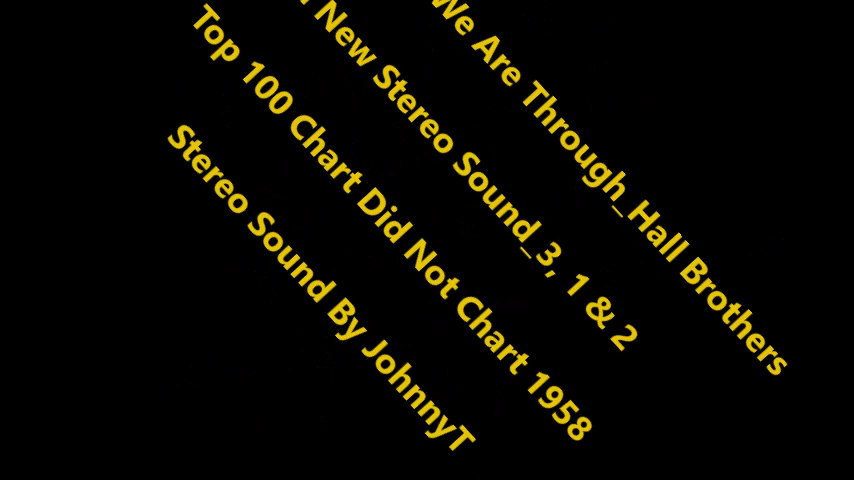 We Are Through_Hall Brothers
New Stereo Sound_3, 1 & 2
Top 100 Chart Did Not Chart 1958
Stereo Sound By JohnnyT